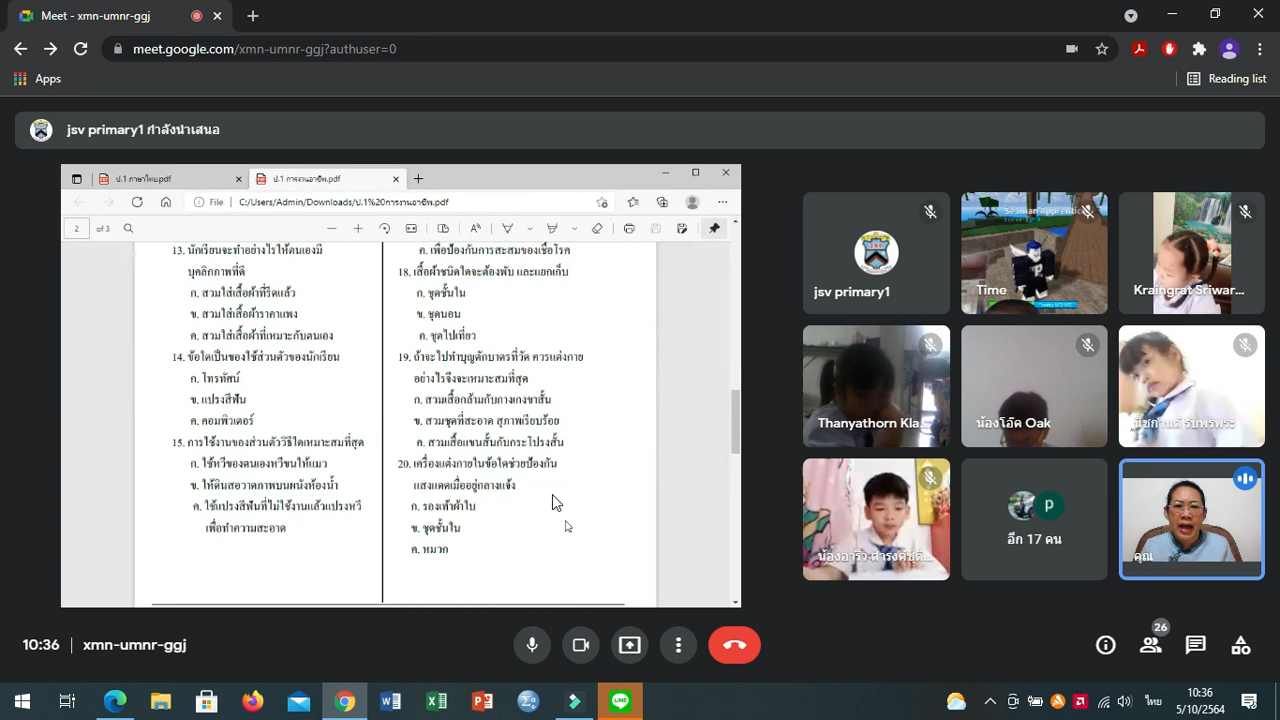 Meet - xmn-umnr-ggj
meet.google.com/xmn-umnr-ggj?authuser=0
Apps
Reading list
jsv primary1 กำลังนำเสนอ
ป.1 ภาษาไทย.pdf
ป.1 การงานอาชีพ.pdf
File
C:/Users/Admin/Downloads/ป.1%20การงานอาชีพ.pdf
2 of 3
13. นักเรียนจะทำอย่างไรให้ตนเองมี
บุคลิกภาพที่ดี
ก. สวมใส่เสื้อผ้าที่รีดแล้ว
ข. สวมใส่เสื้อผ้าราคาแพง
ค. สวมใส่เสื้อผ้าที่เหมาะกับตนเอง
14. ข้อใดเป็นของใช้ส่วนตัวของนักเรียน
ก. โทรทัศน์
ข. แปรงสีฟัน
ค. คอมพิวเตอร์
15. การใช้งานของส่วนตัววิธีใดเหมาะสมที่สุด
ก. ใช้หวีของตนเองหวีขนให้แมว
ข. ใช้ดินสอวาดภาพบนผนังห้องน้ำ
ค. ใช้แปรงสีฟันที่ไม่ใช้งานแล้วแปรงหวี
เพื่อทำความสะอาด
ค. เพื่อป้องกันการสะสมของเชื้อโรค
18. เสื้อผ้าชนิดใดจะต้องพับ และแยกเก็บ
ก. ชุดชั้นใน
ข. ชุดนอน
ค. ชุดไปเที่ยว
19. ถ้าจะไปทำบุญตักบาตรที่วัด ควรแต่งกาย
อย่างไรจึงจะเหมาะสมที่สุด
ก. สวมเสื้อกล้ามกับกางเกงขาสั้น
ข. สวมชุดที่สะอาด สุภาพเรียบร้อย
ค. สวมเสื้อแขนสั้นกับกระโปรงสั้น
20. เครื่องแต่งกายในข้อใดช่วยป้องกัน
แสงแดดเมื่ออยู่กลางแจ้ง
ก. รองเท้าผ้าใบ
ข. ชุดชั้นใน
ค. หมวก
jsv primary1
Time
Kraingrat Sriwar...
Thanyathorn Kla...
น้องโอ๊ต Oak
p
อีก 17 คน
คุณ
10:36
xmn-umnr-ggj
26
ไทย
10:36
5/10/2564